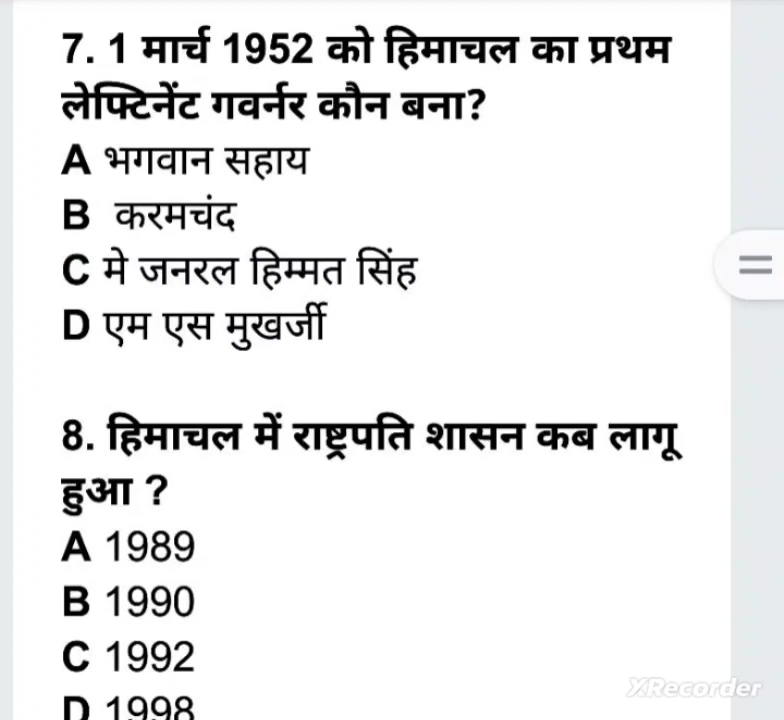 7. 1 मार्च 1952 को हिमाचल का प्रथम
लेफ्टिनेंट गवर्नर कौन बना?
A भगवान सहाय
B करमचंद
C मे जनरल हिम्मत सिंह
D एम एस मुखर्जी
8. हिमाचल में राष्ट्रपति शासन कब लागू
हुआ ?
A 1989
B 1990
C 1992
D 1998
XRecorder